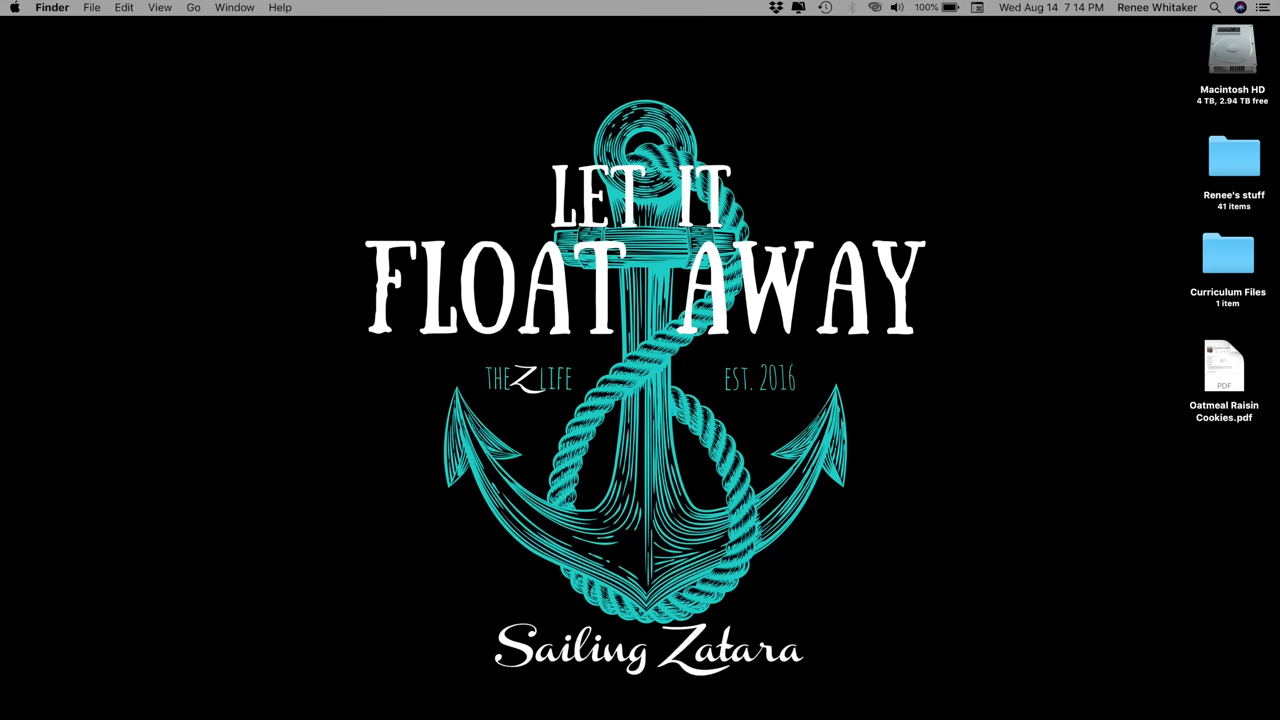 Finder File Edit View Go Window Help 100% Wed Aug 14 7 14 PM Renee Whitaker
LET IT
FLOAT AWAY
THE Z LIFE EST. 2016
Sailing Zatara
Macintosh HD
4 TB, 2.94 TB free
Renee's stuff
41 items
Curriculum Files
1 item
PDF
Oatmeal Raisin
Cookies.pdf